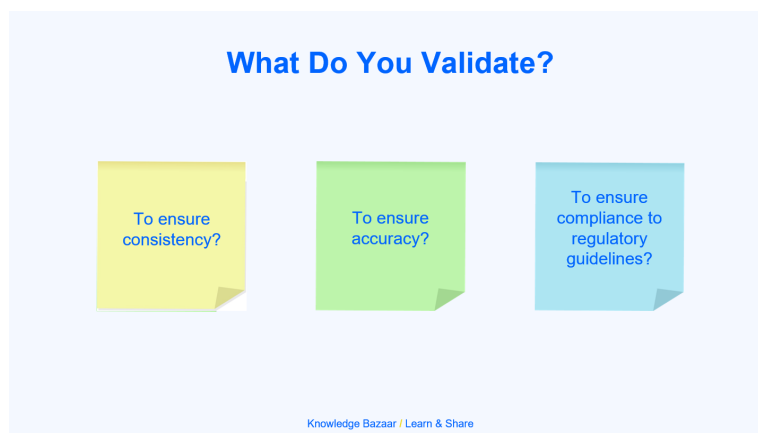 What Do You Validate?
To ensure
consistency?
To ensure
accuracy?
To ensure
compliance to
regulatory
guidelines?
Knowledge Bazaar / Learn & Share